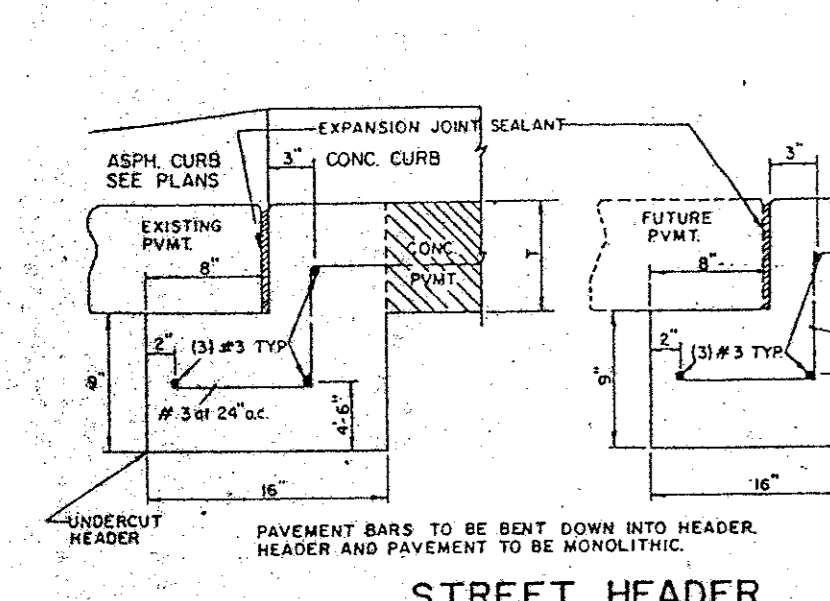 EXPANSION JOINT SEALANT
ASPH. CURB
SEE PLANS
3"
CONC. CURB
3"
EXISTING
PVMT.
8"
CONC.
PVMT.
T
FUTURE
PVMT.
8"
2"
(3) #3 TYP.
9"
#3 at 24" o.c.
4'-6"
16"
UNDERCUT
HEADER
2"
(3) #3 TYP.
9"
16"
PAVEMENT BARS TO BE BENT DOWN INTO HEADER.
HEADER AND PAVEMENT TO BE MONOLITHIC.
STREET HEADER